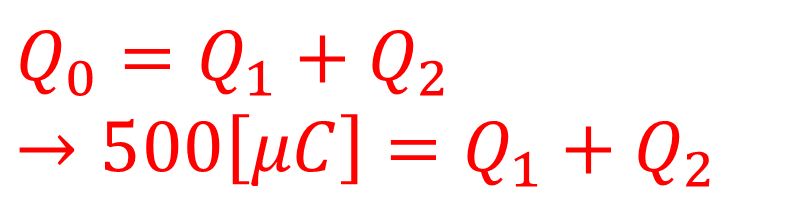 Q₀ = Q₁ + Q₂
→ 500[μC] = Q₁ + Q₂